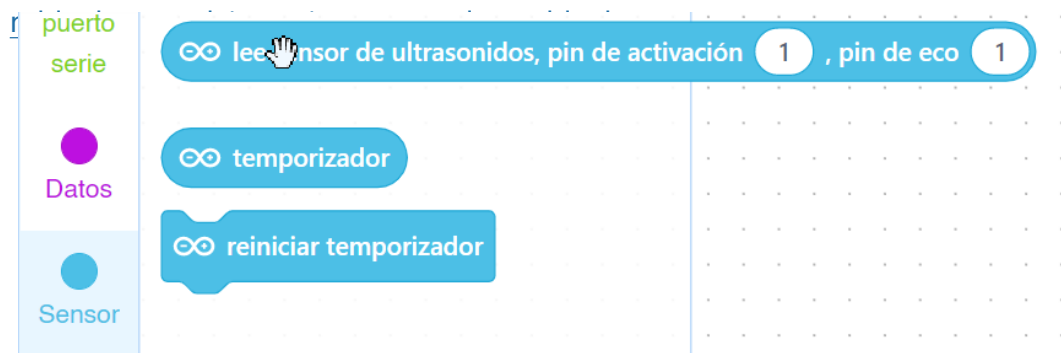 puerto
serie
lee sensor de ultrasonidos, pin de activación 1 , pin de eco 1
temporizador
Datos
reiniciar temporizador
Sensor